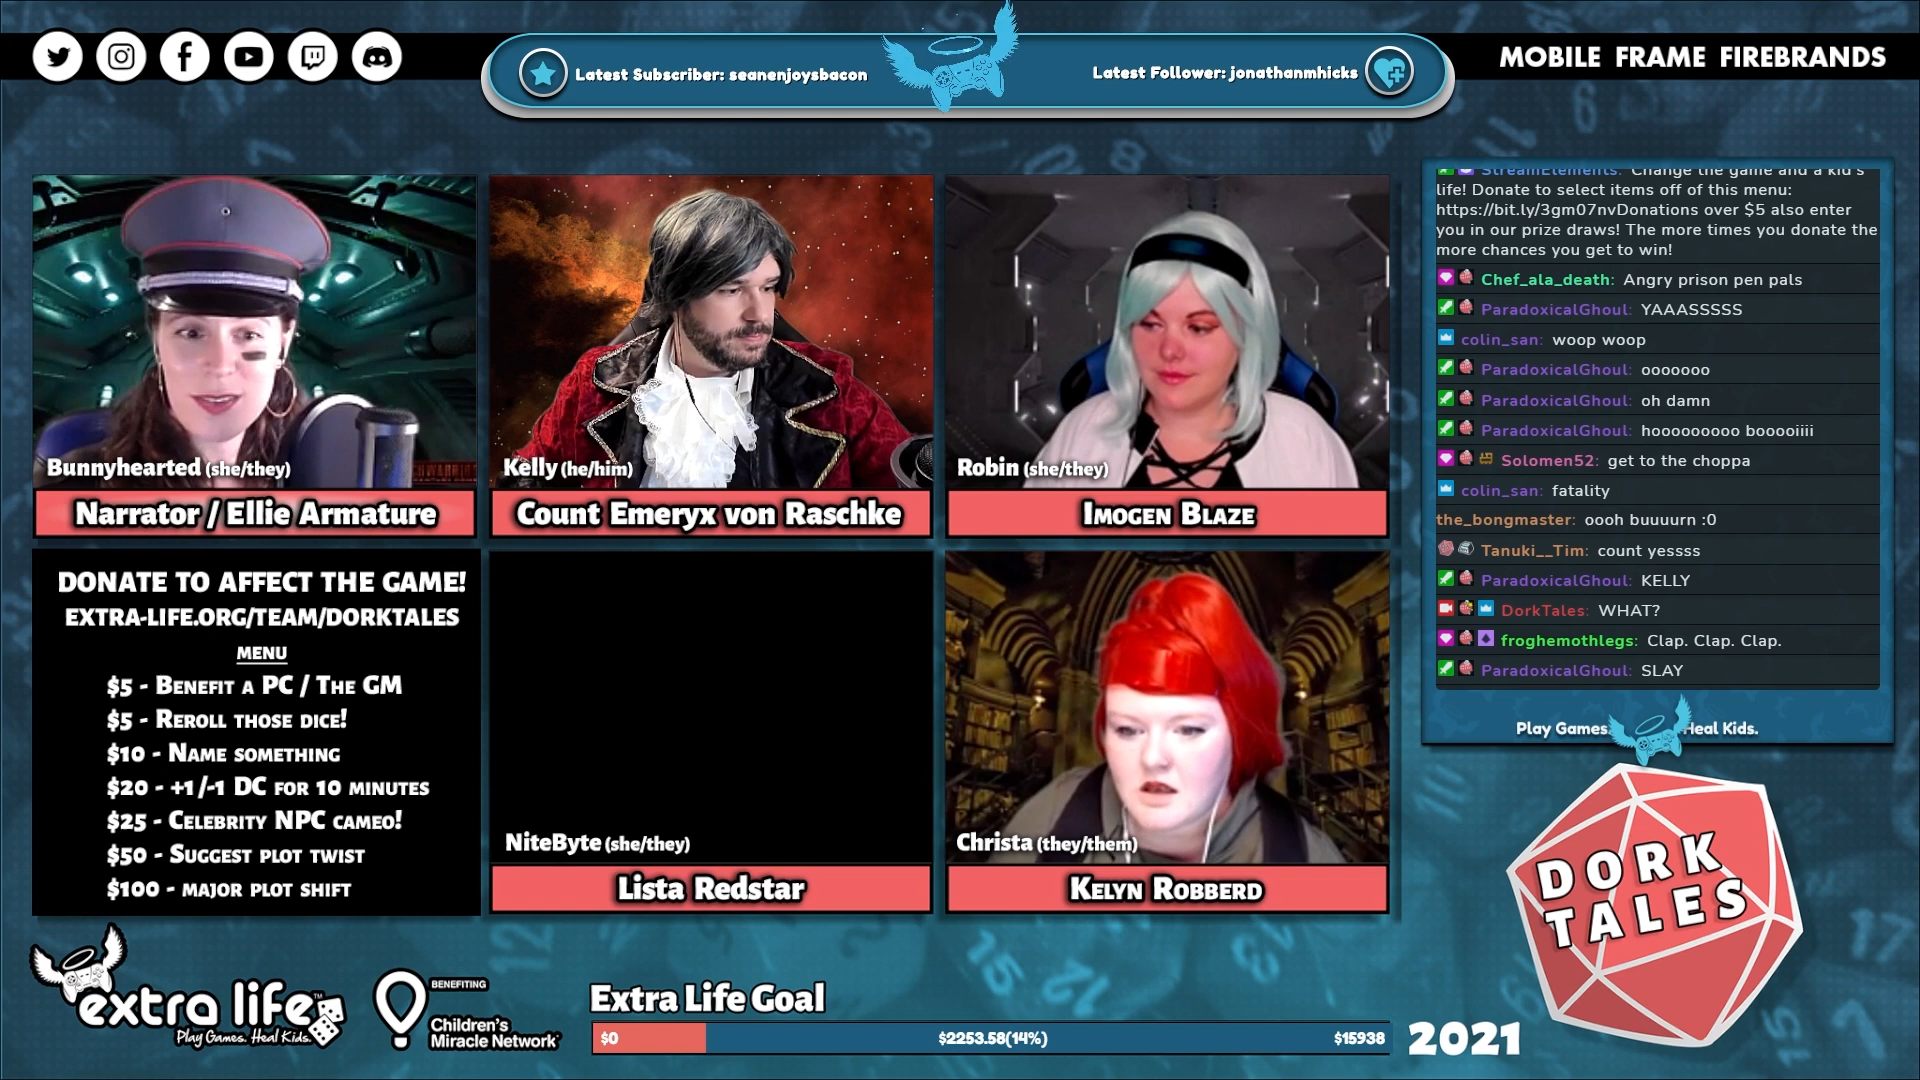 Latest Subscriber: seanenjoysbacon
Latest Follower: jonathanmhicks
MOBILE FRAME FIREBRANDS
Bunnyhearted (she/they)
Narrator / Ellie Armature
Kelly (he/him)
Count Emeryx von Raschke
Robin (she/they)
Imogen Blaze
StreamElements: Change the game and a kid's
life! Donate to select items off of this menu:
https://bit.ly/3gm07nvDonations over $5 also enter
you in our prize draws! The more times you donate the
more chances you get to win!
Chef_ala_death: Angry prison pen pals
ParadoxicalGhoul: YAAASSSSS
colin_san: woop woop
ParadoxicalGhoul: ooooooo
ParadoxicalGhoul: oh damn
ParadoxicalGhoul: hooooooooo boooiiii
Solomen52: get to the choppa
colin_san: fatality
the_bongmaster: oooh buuuurn :0
Tanuki__Tim: count yessss
ParadoxicalGhoul: KELLY
DorkTales: WHAT?
froghemothlegs: Clap. Clap. Clap.
ParadoxicalGhoul: SLAY
Play Games. Heal Kids.
DONATE TO AFFECT THE GAME!
EXTRA-LIFE.ORG/TEAM/DORKTALES
MENU
$5 - Benefit a PC / The GM
$5 - Reroll those dice!
$10 - Name something
$20 - +1/-1 DC for 10 minutes
$25 - Celebrity NPC cameo!
$50 - Suggest plot twist
$100 - major plot shift
NiteByte (she/they)
Lista Redstar
Christa (they/them)
Kelyn Robberd
DORK
TALES
extra life™
Play Games. Heal Kids.
BENEFITING
Children's
Miracle Network
Extra Life Goal
$0
$2253.58(14%)
$15938
2021